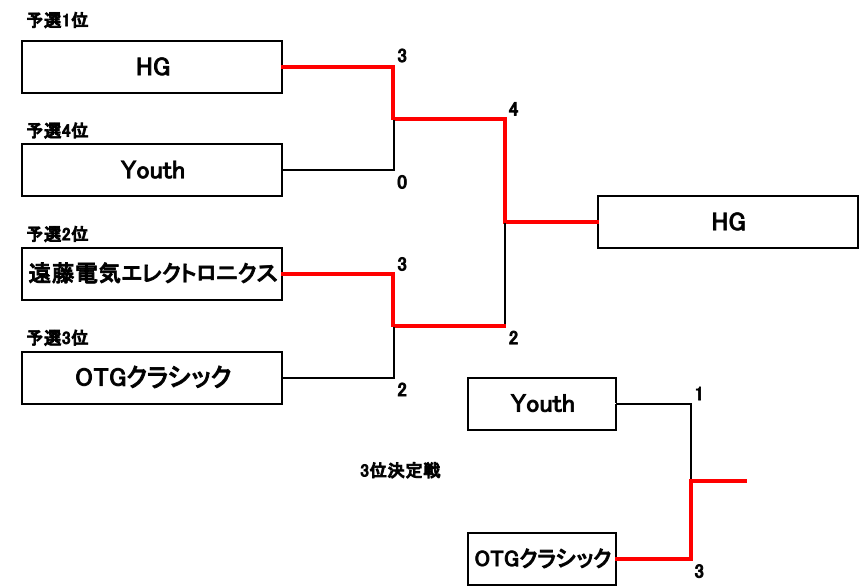 予選1位
HG
3
4
予選4位
Youth
0
HG
予選2位
遠藤電気エレクトロニクス
3
予選3位
OTGクラシック
2
2
Youth
1
3位決定戦
OTGクラシック
3